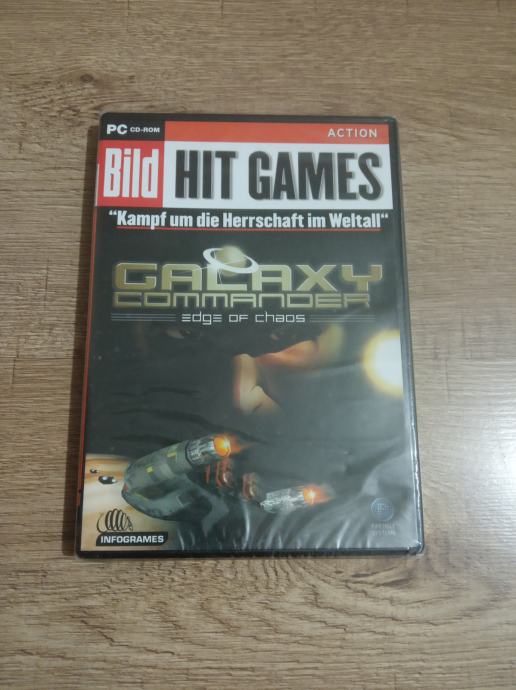 PC CD-ROM
ACTION
Bild HIT GAMES
"Kampf um die Herrschaft im Weltall"
GALAXY
COMMANDER
EDGE OF CHAOS
INFOGRAMES